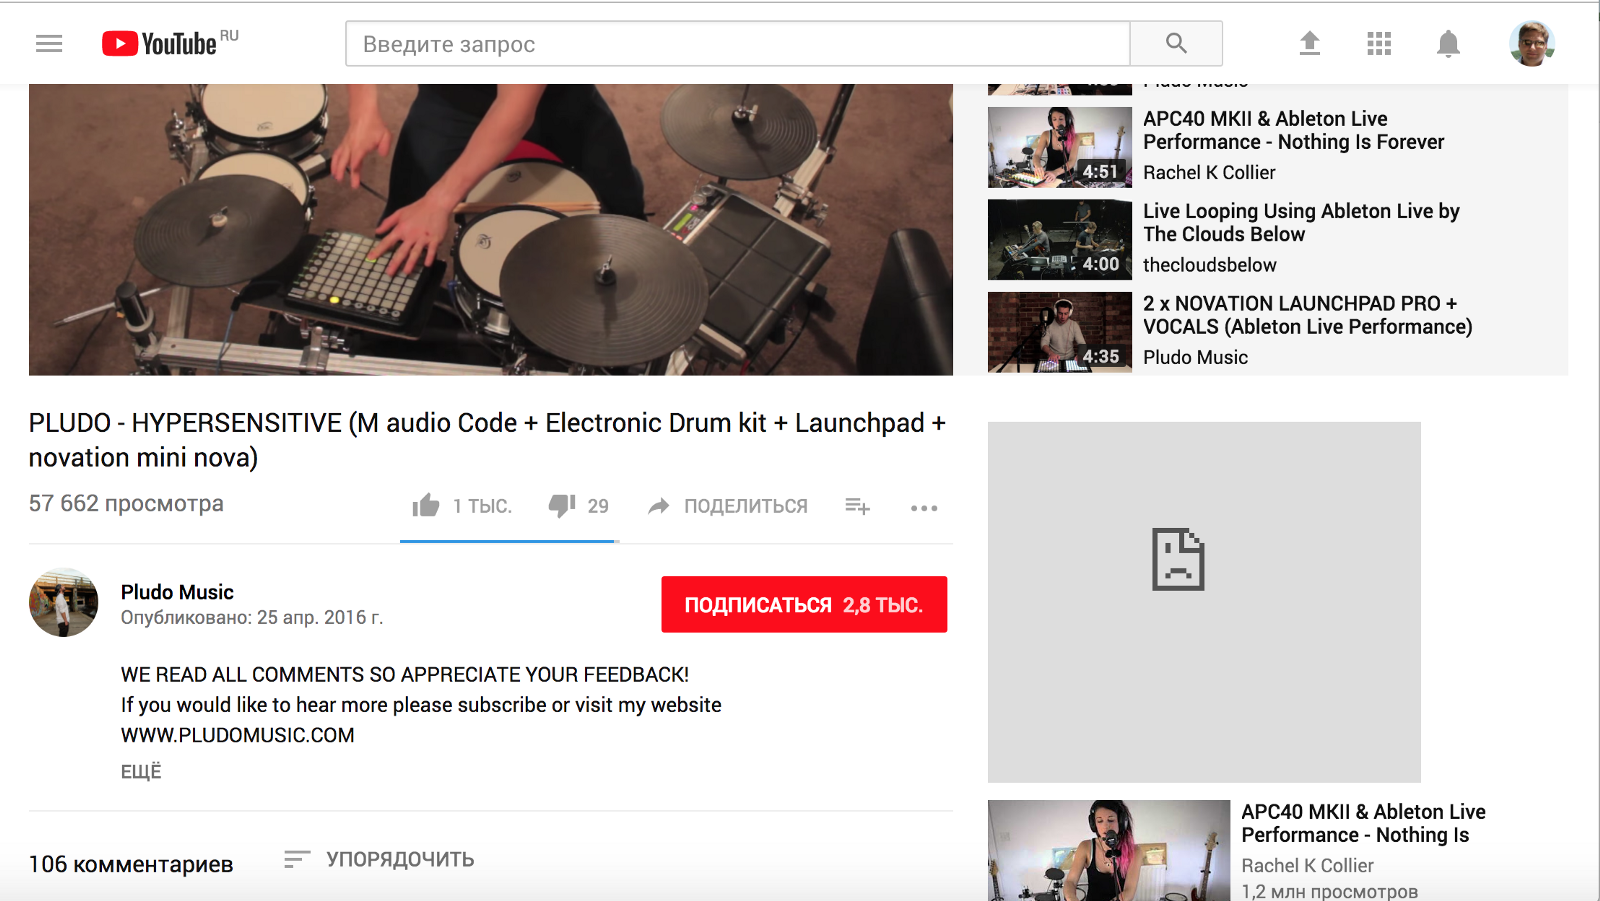 YouTube RU
Введите запрос
Pludo Music
APC40 MKII & Ableton Live
Performance - Nothing Is Forever
Rachel K Collier
4:51
Live Looping Using Ableton Live by
The Clouds Below
thecloudsbelow
4:00
2 x NOVATION LAUNCHPAD PRO +
VOCALS (Ableton Live Performance)
Pludo Music
4:35
PLUDO - HYPERSENSITIVE (M audio Code + Electronic Drum kit + Launchpad +
novation mini nova)
57 662 просмотра
1 ТЫС.
29
ПОДЕЛИТЬСЯ
Pludo Music
Опубликовано: 25 апр. 2016 г.
ПОДПИСАТЬСЯ 2,8 ТЫС.
WE READ ALL COMMENTS SO APPRECIATE YOUR FEEDBACK!
If you would like to hear more please subscribe or visit my website
WWW.PLUDOMUSIC.COM
ЕЩЁ
106 комментариев
УПОРЯДОЧИТЬ
APC40 MKII & Ableton Live
Performance - Nothing Is
Rachel K Collier
1,2 млн просмотров